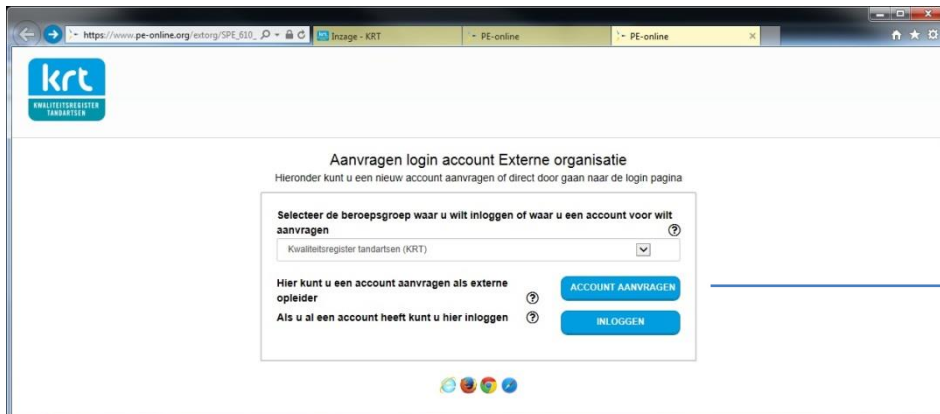 https://www.pe-online.org/extorg/SPE_610_
Inzage - KRT
PE-online
PE-online
krt
KWALITEITSREGISTER
TANDARTSEN
Aanvragen login account Externe organisatie
Hieronder kunt u een nieuw account aanvragen of direct door gaan naar de login pagina
Selecteer de beroepsgroep waar u wilt inloggen of waar u een account voor wilt
aanvragen
Kwaliteitsregister tandartsen (KRT)
Hier kunt u een account aanvragen als externe
opleider
ACCOUNT AANVRAGEN
Als u al een account heeft kunt u hier inloggen
INLOGGEN